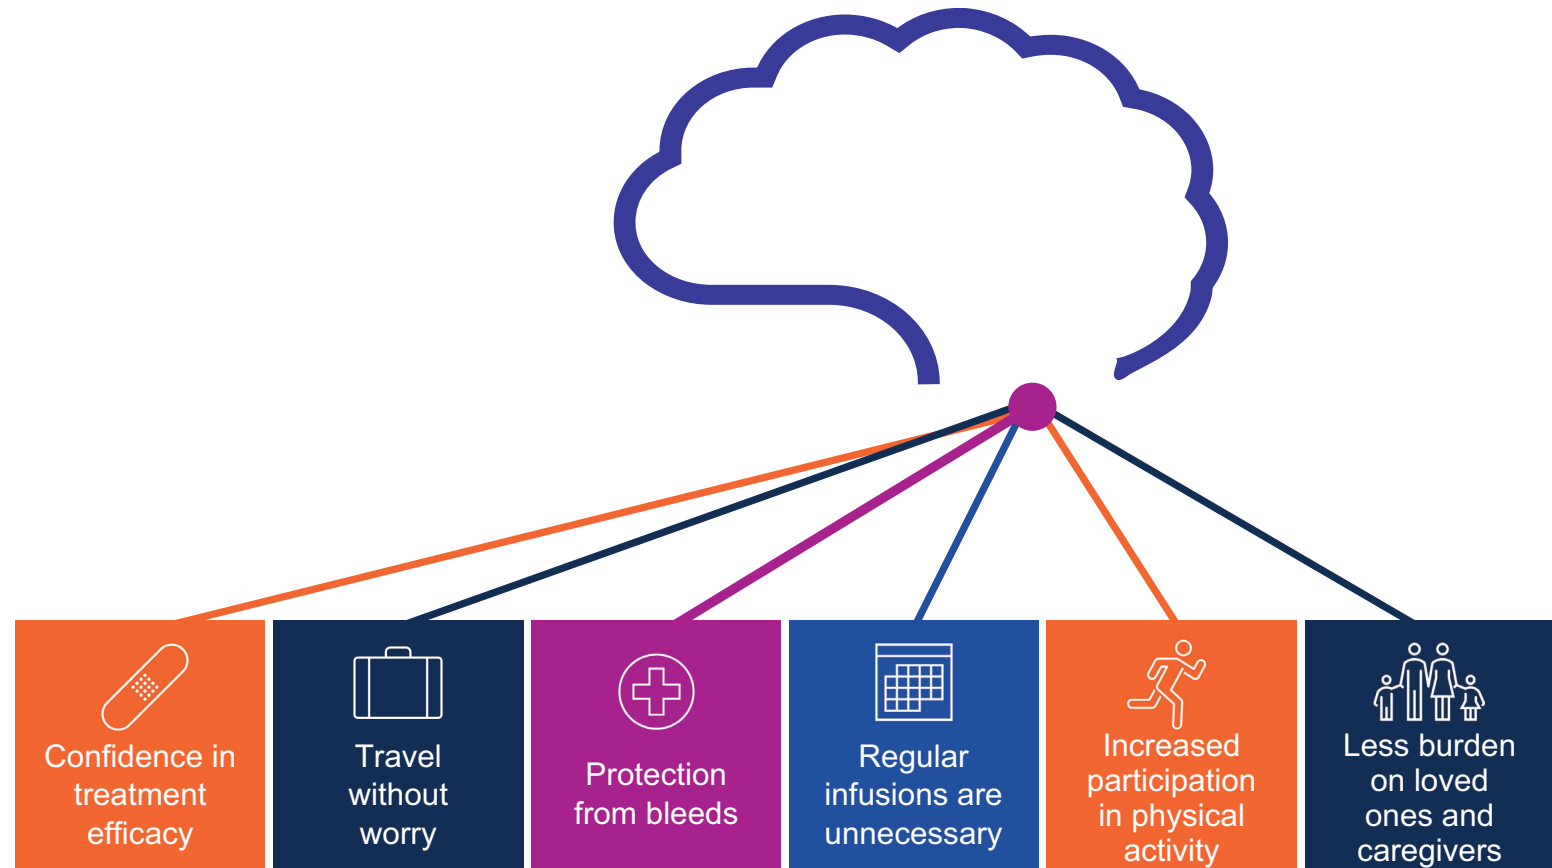 Confidence in
treatment
efficacy
Travel
without
worry
Protection
from bleeds
Regular
infusions are
unnecessary
Increased
participation
in physical
activity
Less burden
on loved
ones and
caregivers